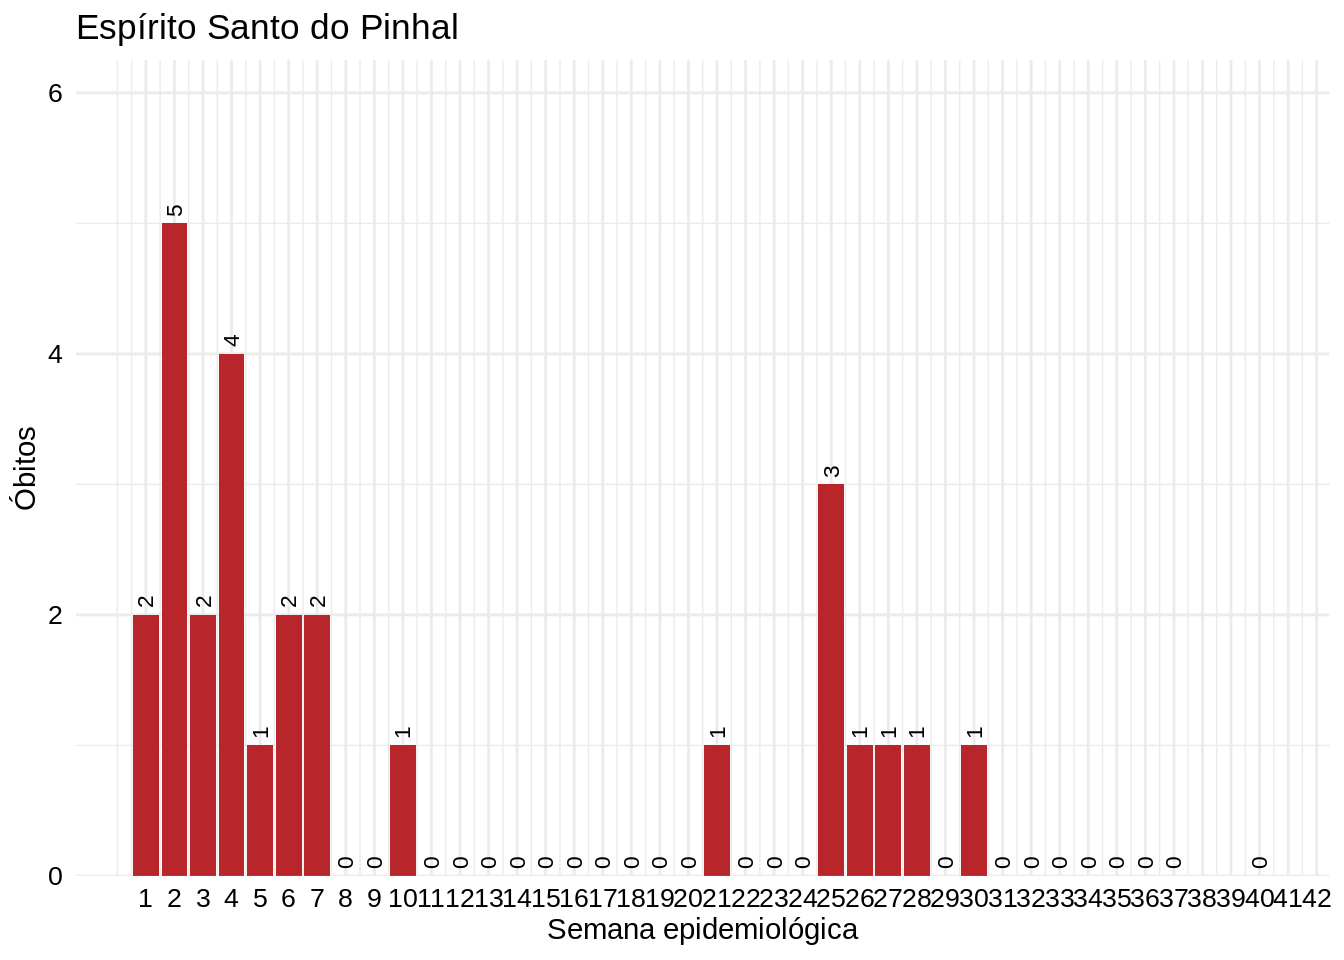 Espírito Santo do Pinhal
6
5
4
4
3
Óbitos
2
2 2 2 2
1 1 1 1 1 1 1
0 0 0 0 0 0 0 0 0 0 0 0 0 0 0 0 0 0 0 0 0 0 0 0 0
0
1 2 3 4 5 6 7 8 9 10 11 12 13 14 15 16 17 18 19 20 21 22 23 24 25 26 27 28 29 30 31 32 33 34 35 36 37 38 39 40 41 42
Semana epidemiológica